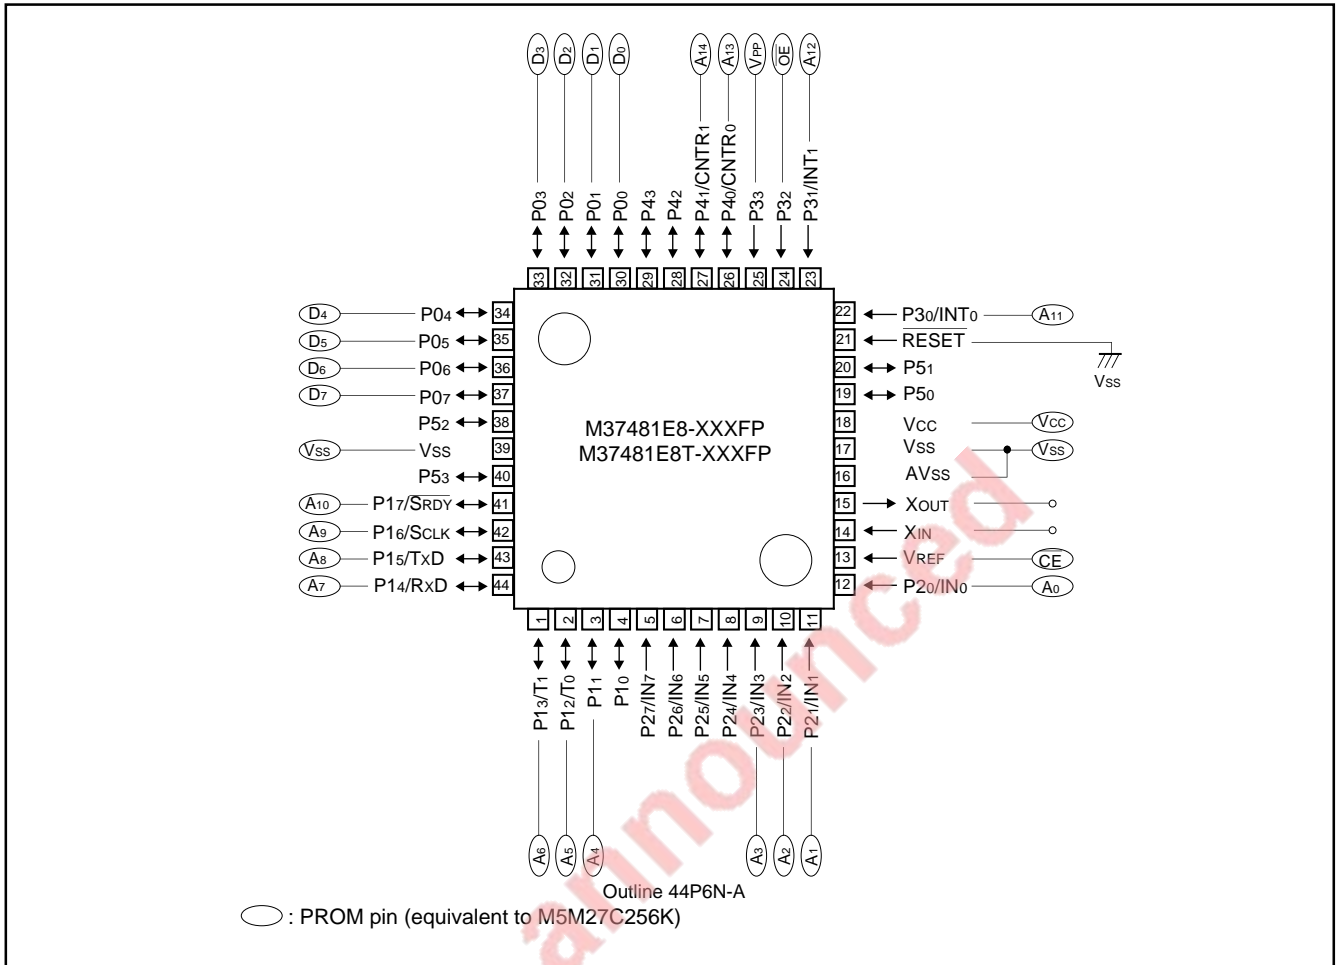 D3 D2 D1 D0 A14 A13 VPP OE A12
P03 P02 P01 P00 P43 P42 P41/CNTR1 P40/CNTR0 P33 P32 P31/INT1
33 32 31 30 29 28 27 26 25 24 23
D4 P04 34
D5 P05 35
D6 P06 36
D7 P07 37
P52 38
VSS VSS 39
P53 40
A10 P17/SRDY 41
A9 P16/SCLK 42
A8 P15/TxD 43
A7 P14/RxD 44
M37481E8-XXXFP
M37481E8T-XXXFP
22 P30/INT0 A11
21 RESET
VSS
20 P51
19 P50
18 VCC VCC
17 VSS VSS
16 AVSS
15 XOUT
14 XIN
13 VREF CE
12 P20/IN0 A0
1 2 3 4 5 6 7 8 9 10 11
P13/T1 P12/T0 P11 P10 P27/IN7 P26/IN6 P25/IN5 P24/IN4 P23/IN3 P22/IN2 P21/IN1
A6 A5 A4 A3 A2 A1
Outline 44P6N-A
: PROM pin (equivalent to M5M27C256K)
announced